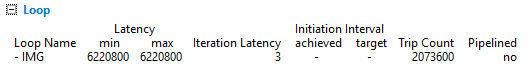 Loop
Latency Initiation Interval
Loop Name min max Iteration Latency achieved target Trip Count Pipelined
- IMG 6220800 6220800 3 - - 2073600 no